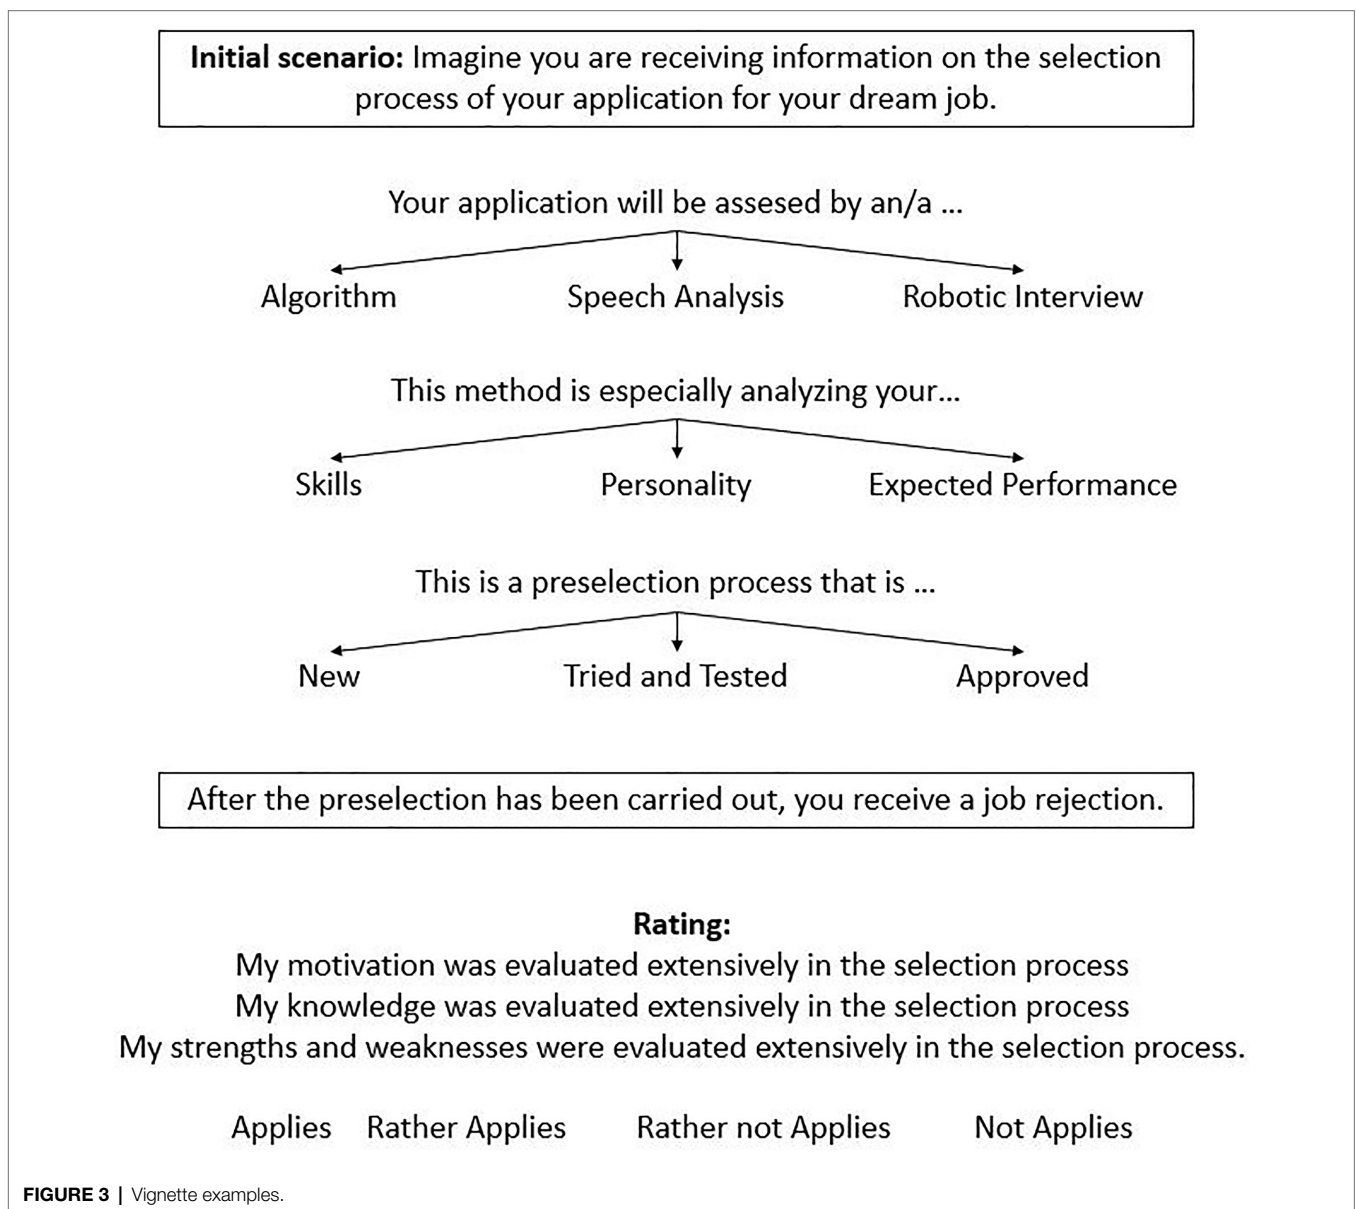 Initial scenario: Imagine you are receiving information on the selection
process of your application for your dream job.
Your application will be assesed by an/a ...
Algorithm Speech Analysis Robotic Interview
This method is especially analyzing your...
Skills Personality Expected Performance
This is a preselection process that is ...
New Tried and Tested Approved
After the preselection has been carried out, you receive a job rejection.
Rating:
My motivation was evaluated extensively in the selection process
My knowledge was evaluated extensively in the selection process
My strengths and weaknesses were evaluated extensively in the selection process.
Applies Rather Applies Rather not Applies Not Applies
FIGURE 3 | Vignette examples.